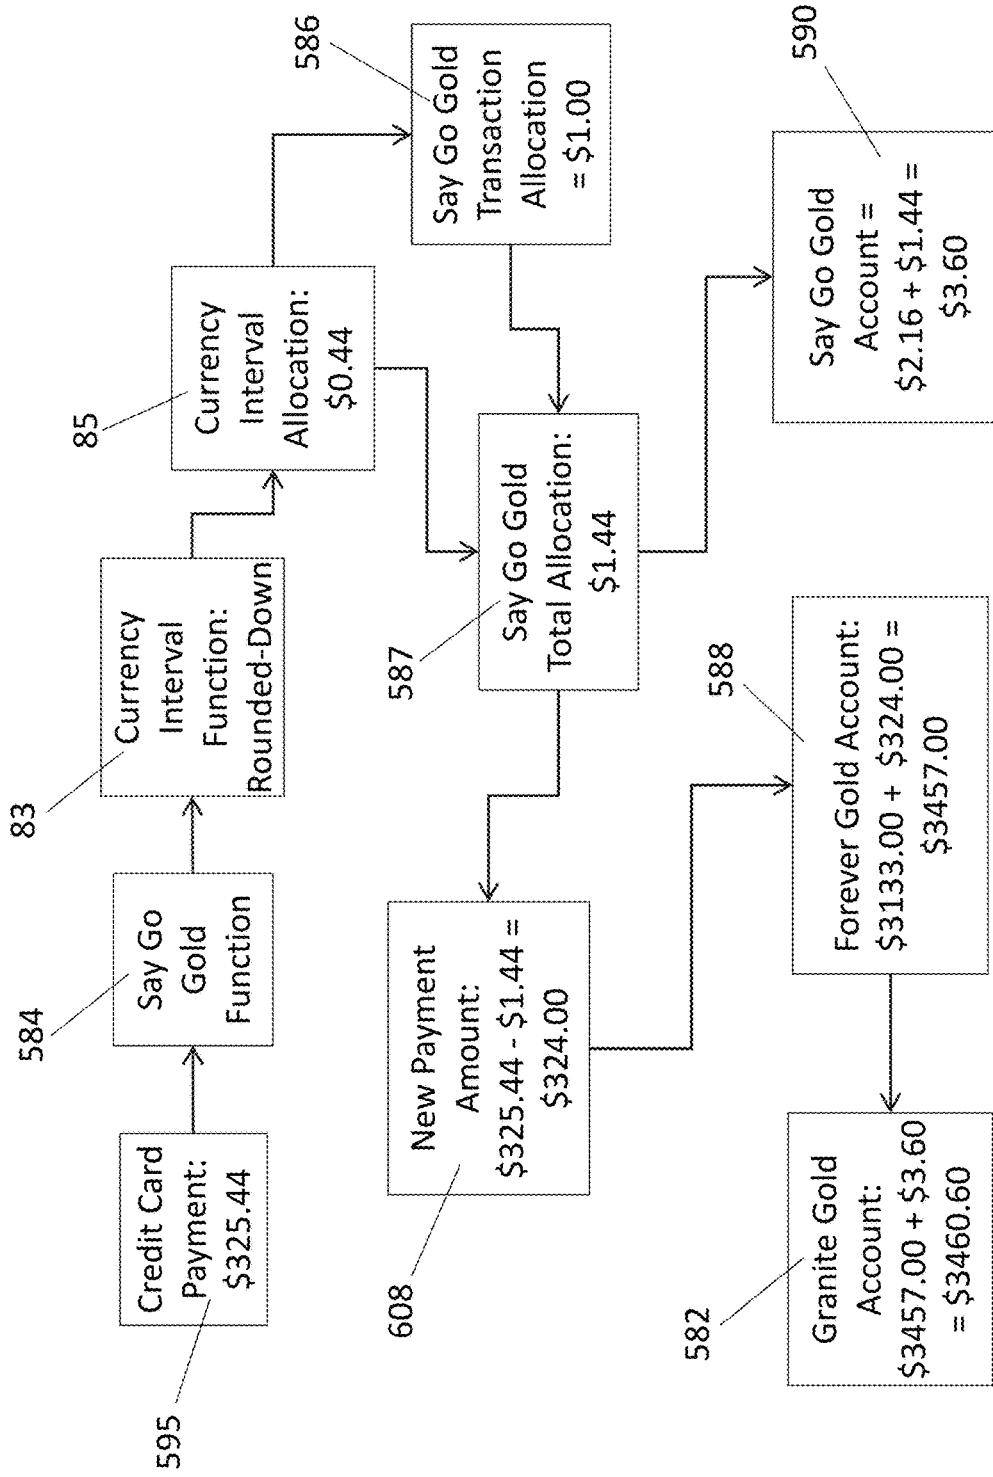 595
Credit Card
Payment:
$325.44
584
Say Go
Gold
Function
83
Currency
Interval
Function:
Rounded-Down
85
Currency
Interval
Allocation:
$0.44
586
Say Go Gold
Transaction
Allocation
= $1.00
608
New Payment
Amount:
$325.44 - $1.44 =
$324.00
587
Say Go Gold
Total Allocation:
$1.44
582
Granite Gold
Account:
$3457.00 + $3.60
= $3460.60
588
Forever Gold Account:
$3133.00 + $324.00 =
$3457.00
590
Say Go Gold
Account =
$2.16 + $1.44 =
$3.60